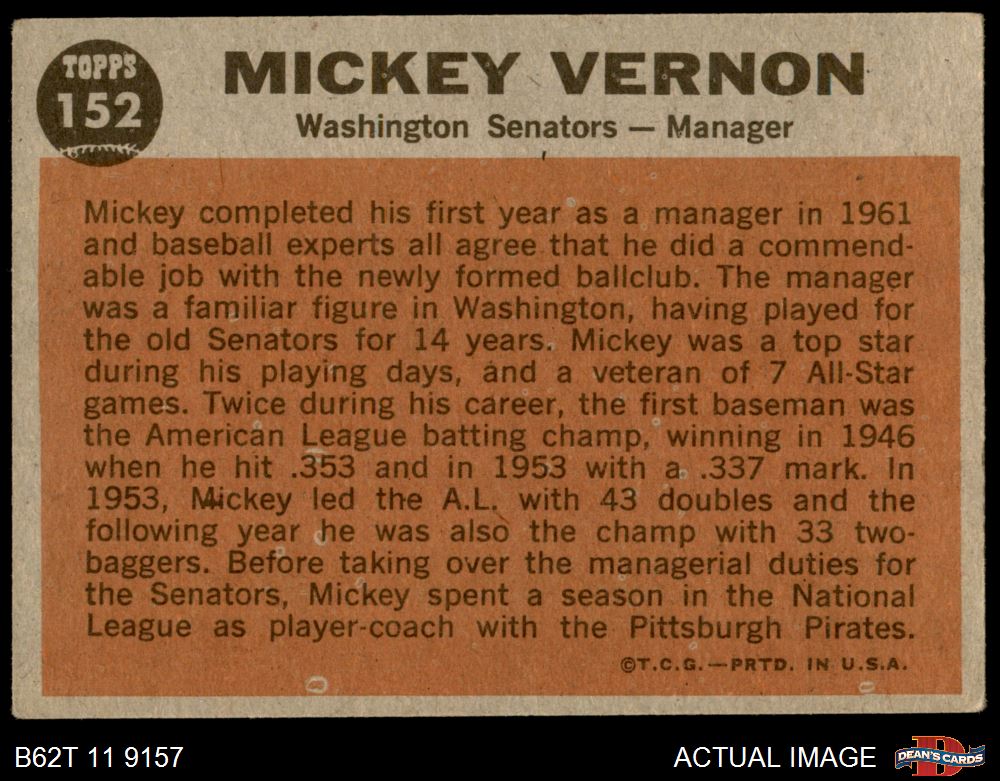 TOPPS
152
MICKEY VERNON
Washington Senators — Manager
Mickey completed his first year as a manager in 1961
and baseball experts all agree that he did a commend-
able job with the newly formed ballclub. The manager
was a familiar figure in Washington, having played for
the old Senators for 14 years. Mickey was a top star
during his playing days, and a veteran of 7 All-Star
games. Twice during his career, the first baseman was
the American League batting champ, winning in 1946
when he hit .353 and in 1953 with a .337 mark. In
1953, Mickey led the A.L. with 43 doubles and the
following year he was also the champ with 33 two-
baggers. Before taking over the managerial duties for
the Senators, Mickey spent a season in the National
League as player-coach with the Pittsburgh Pirates.
©T.C.G.—PRTD. IN U.S.A.
B62T 11 9157
ACTUAL IMAGE
D
DEAN'S CARDS